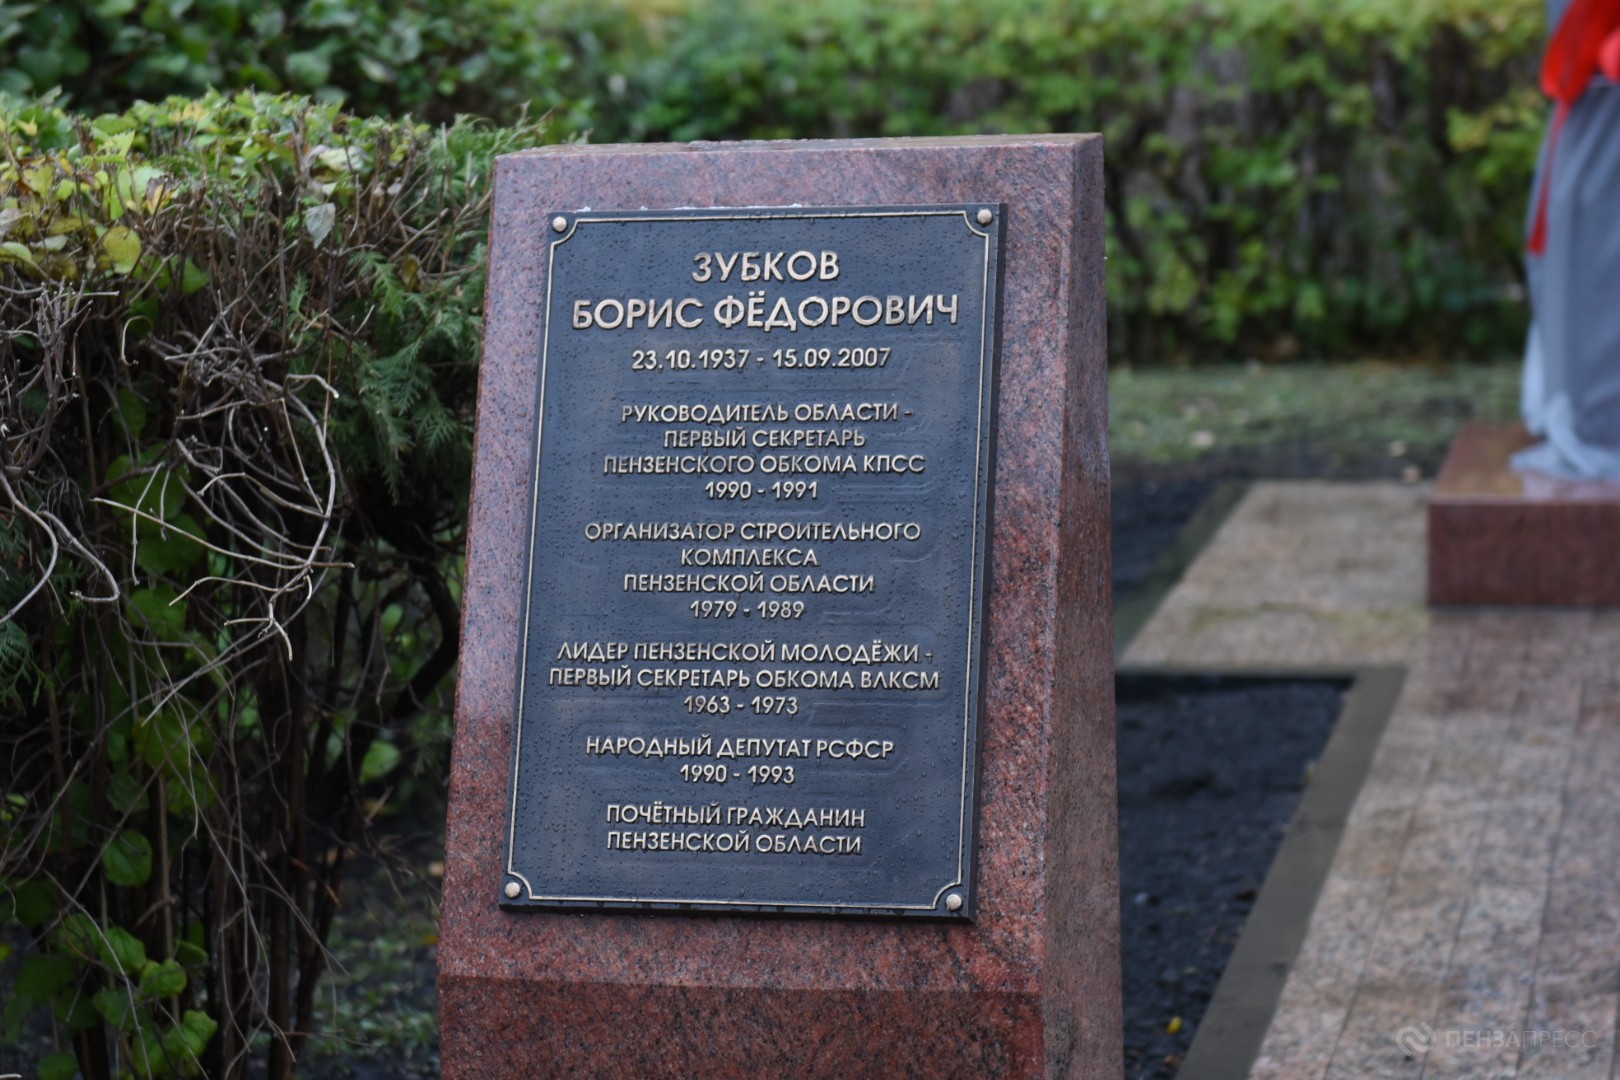 ЗУБКОВ
БОРИС ФЁДОРОВИЧ
23.10.1937 - 15.09.2007
РУКОВОДИТЕЛЬ ОБЛАСТИ -
ПЕРВЫЙ СЕКРЕТАРЬ
ПЕНЗЕНСКОГО ОБКОМА КПСС
1990 - 1991
ОРГАНИЗАТОР СТРОИТЕЛЬНОГО
КОМПЛЕКСА
ПЕНЗЕНСКОЙ ОБЛАСТИ
1979 - 1989
ЛИДЕР ПЕНЗЕНСКОЙ МОЛОДЁЖИ -
ПЕРВЫЙ СЕКРЕТАРЬ ОБКОМА ВЛКСМ
1963 - 1973
НАРОДНЫЙ ДЕПУТАТ РСФСР
1990 - 1993
ПОЧЁТНЫЙ ГРАЖДАНИН
ПЕНЗЕНСКОЙ ОБЛАСТИ
ПЕНЗАПРЕСС